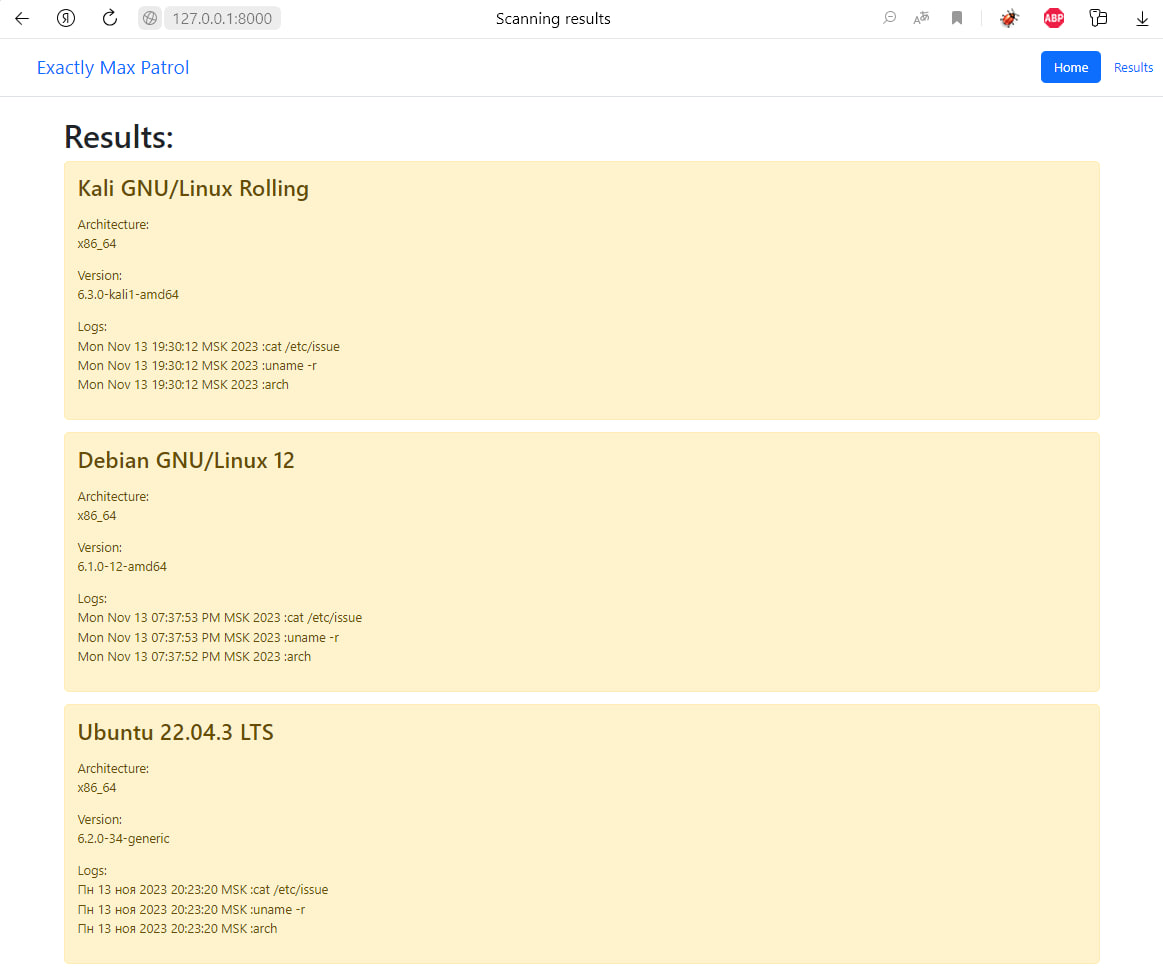 Я 127.0.0.1:8000 Scanning results ABP
Exactly Max Patrol Home Results
Results:
Kali GNU/Linux Rolling
Architecture:
x86_64
Version:
6.3.0-kali1-amd64
Logs:
Mon Nov 13 19:30:12 MSK 2023 :cat /etc/issue
Mon Nov 13 19:30:12 MSK 2023 :uname -r
Mon Nov 13 19:30:12 MSK 2023 :arch
Debian GNU/Linux 12
Architecture:
x86_64
Version:
6.1.0-12-amd64
Logs:
Mon Nov 13 07:37:53 PM MSK 2023 :cat /etc/issue
Mon Nov 13 07:37:53 PM MSK 2023 :uname -r
Mon Nov 13 07:37:52 PM MSK 2023 :arch
Ubuntu 22.04.3 LTS
Architecture:
x86_64
Version:
6.2.0-34-generic
Logs:
Пн 13 ноя 2023 20:23:20 MSK :cat /etc/issue
Пн 13 ноя 2023 20:23:20 MSK :uname -r
Пн 13 ноя 2023 20:23:20 MSK :arch